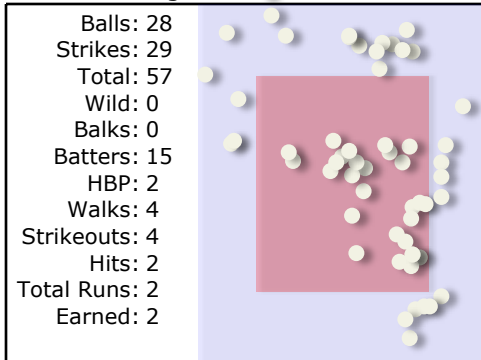 Balls: 28
Strikes: 29
Total: 57
Wild: 0
Balks: 0
Batters: 15
HBP: 2
Walks: 4
Strikeouts: 4
Hits: 2
Total Runs: 2
Earned: 2